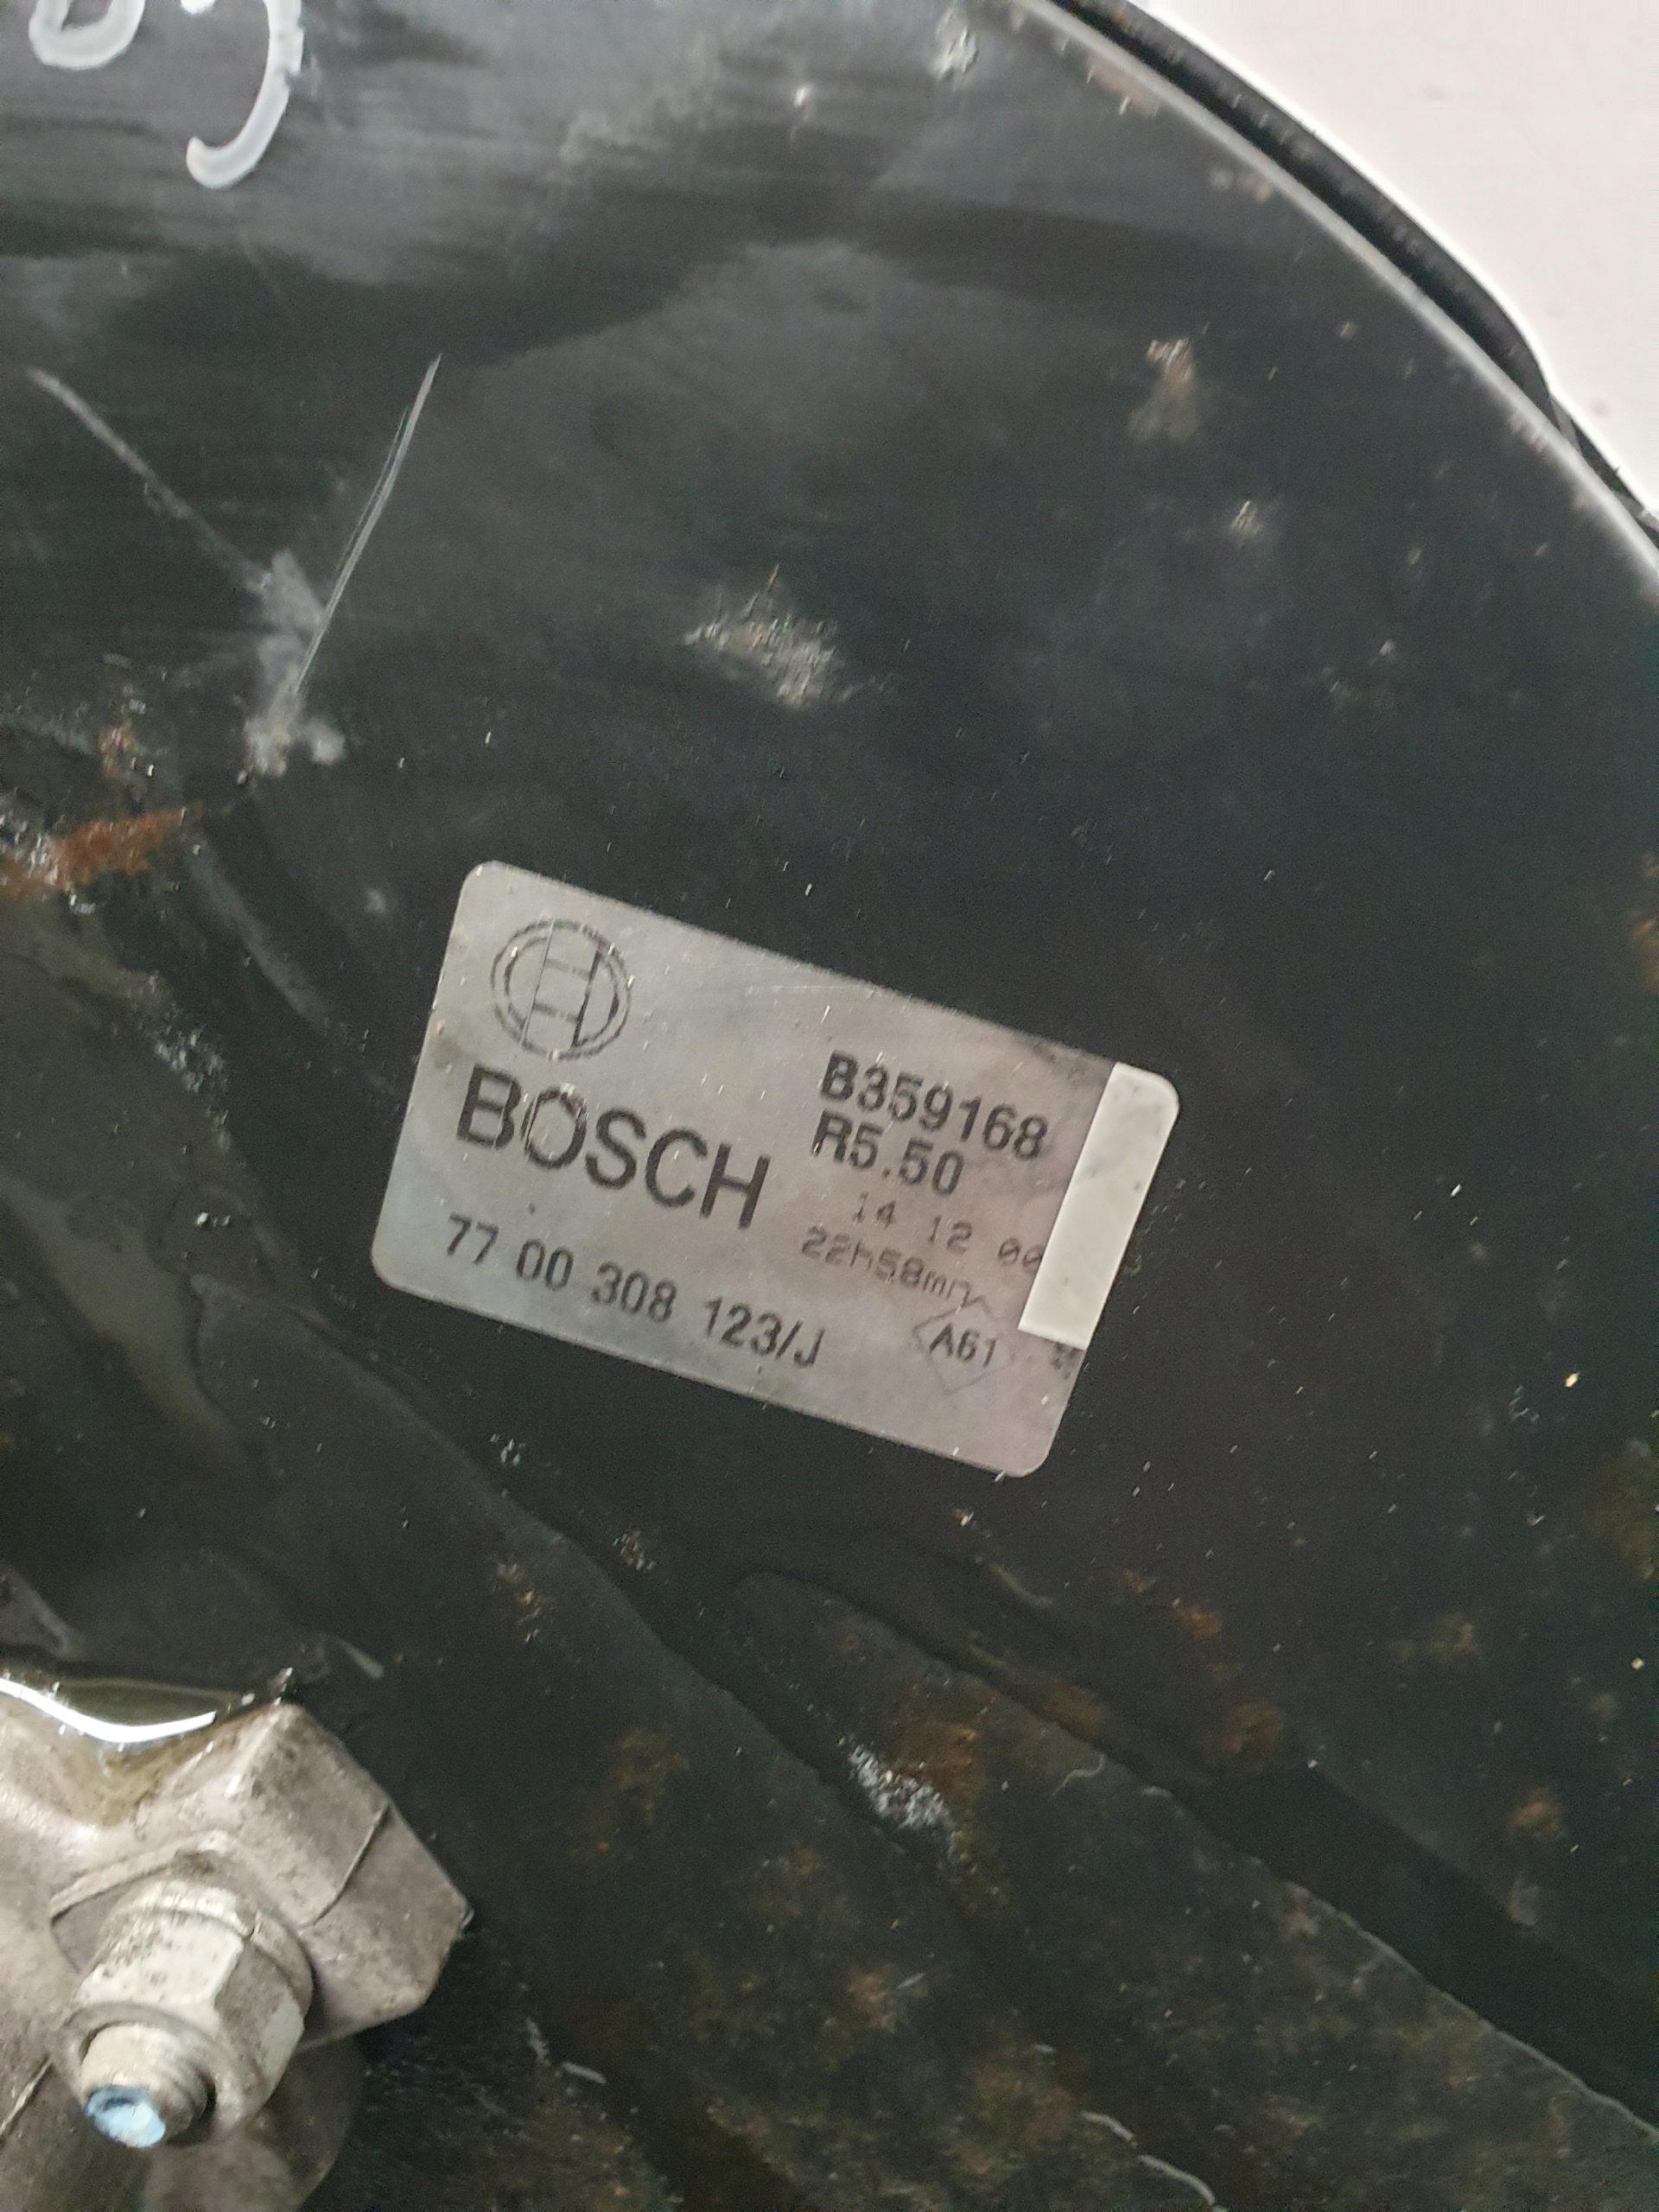 BOSCH
B359168
R5.50
14 12 00
22h58mn
77 00 308 123/J
A61